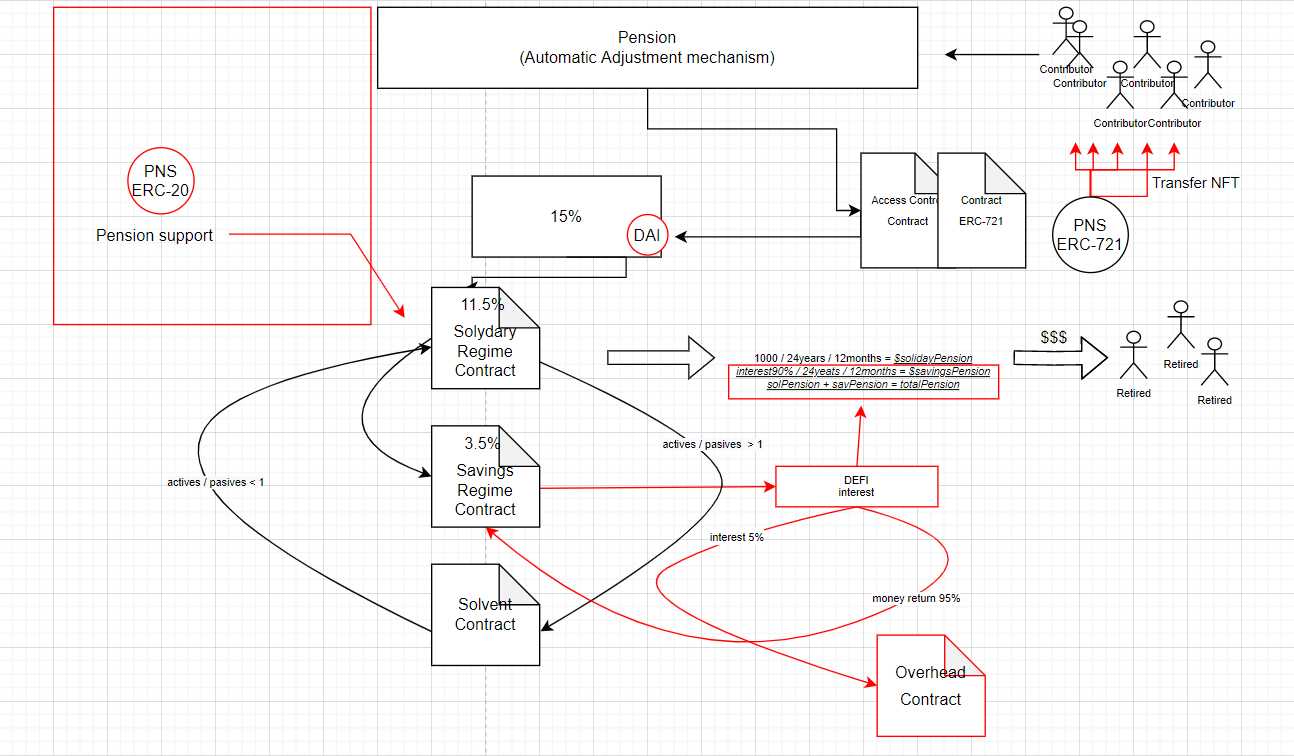 Pension
(Automatic Adjustment mechanism)
Contributor
Contributor
Contributor
Contributor
Contributor
Contributor
PNS
ERC-20
Pension support
15%
DAI
Access Contro
Contract
Contract
ERC-721
Transfer NFT
PNS
ERC-721
11.5%
Solydary
Regime
Contract
1000 / 24years / 12months = $solidayPension
interest90% / 24yeats / 12months = $savingsPension
solPension + savPension = totalPension
$$$
Retired
Retired
Retired
3.5%
Savings
Regime
Contract
actives / pasives > 1
actives / pasives < 1
DEFI
interest
interest 5%
money return 95%
Solvent
Contract
Overhead
Contract